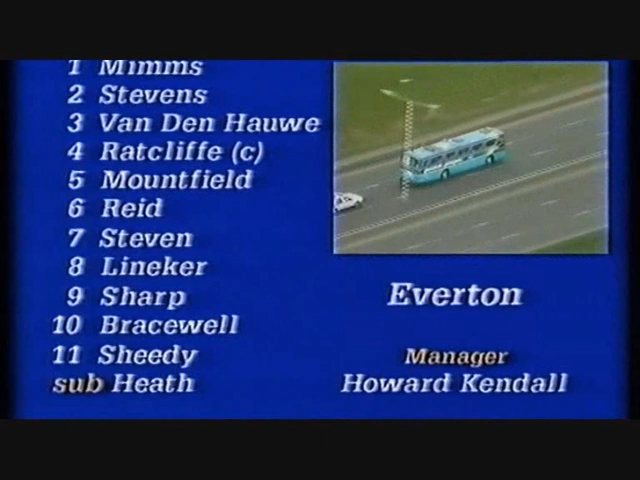 1 Mimms
2 Stevens
3 Van Den Hauwe
4 Ratcliffe (c)
5 Mountfield
6 Reid
7 Steven
8 Lineker
9 Sharp
10 Bracewell
11 Sheedy
sub Heath
Everton
Manager
Howard Kendall